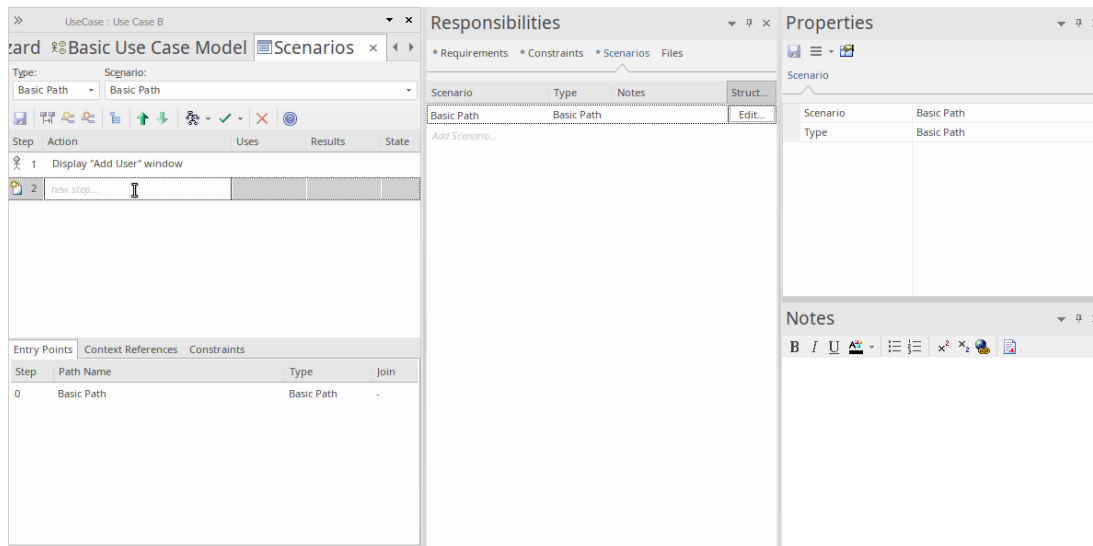 UseCase : Use Case B
zard Basic Use Case Model Scenarios
Type: Scenario:
Basic Path Basic Path
Step Action Uses Results State
1 Display "Add User" window
2 new step...
Entry Points Context References Constraints
Step Path Name Type Join
0 Basic Path Basic Path -
Responsibilities
* Requirements * Constraints * Scenarios Files
Scenario Type Notes Struct...
Basic Path Basic Path Edit...
Add Scenario...
Properties
Scenario
Scenario Basic Path
Type Basic Path
Notes
B I U A x² x₂